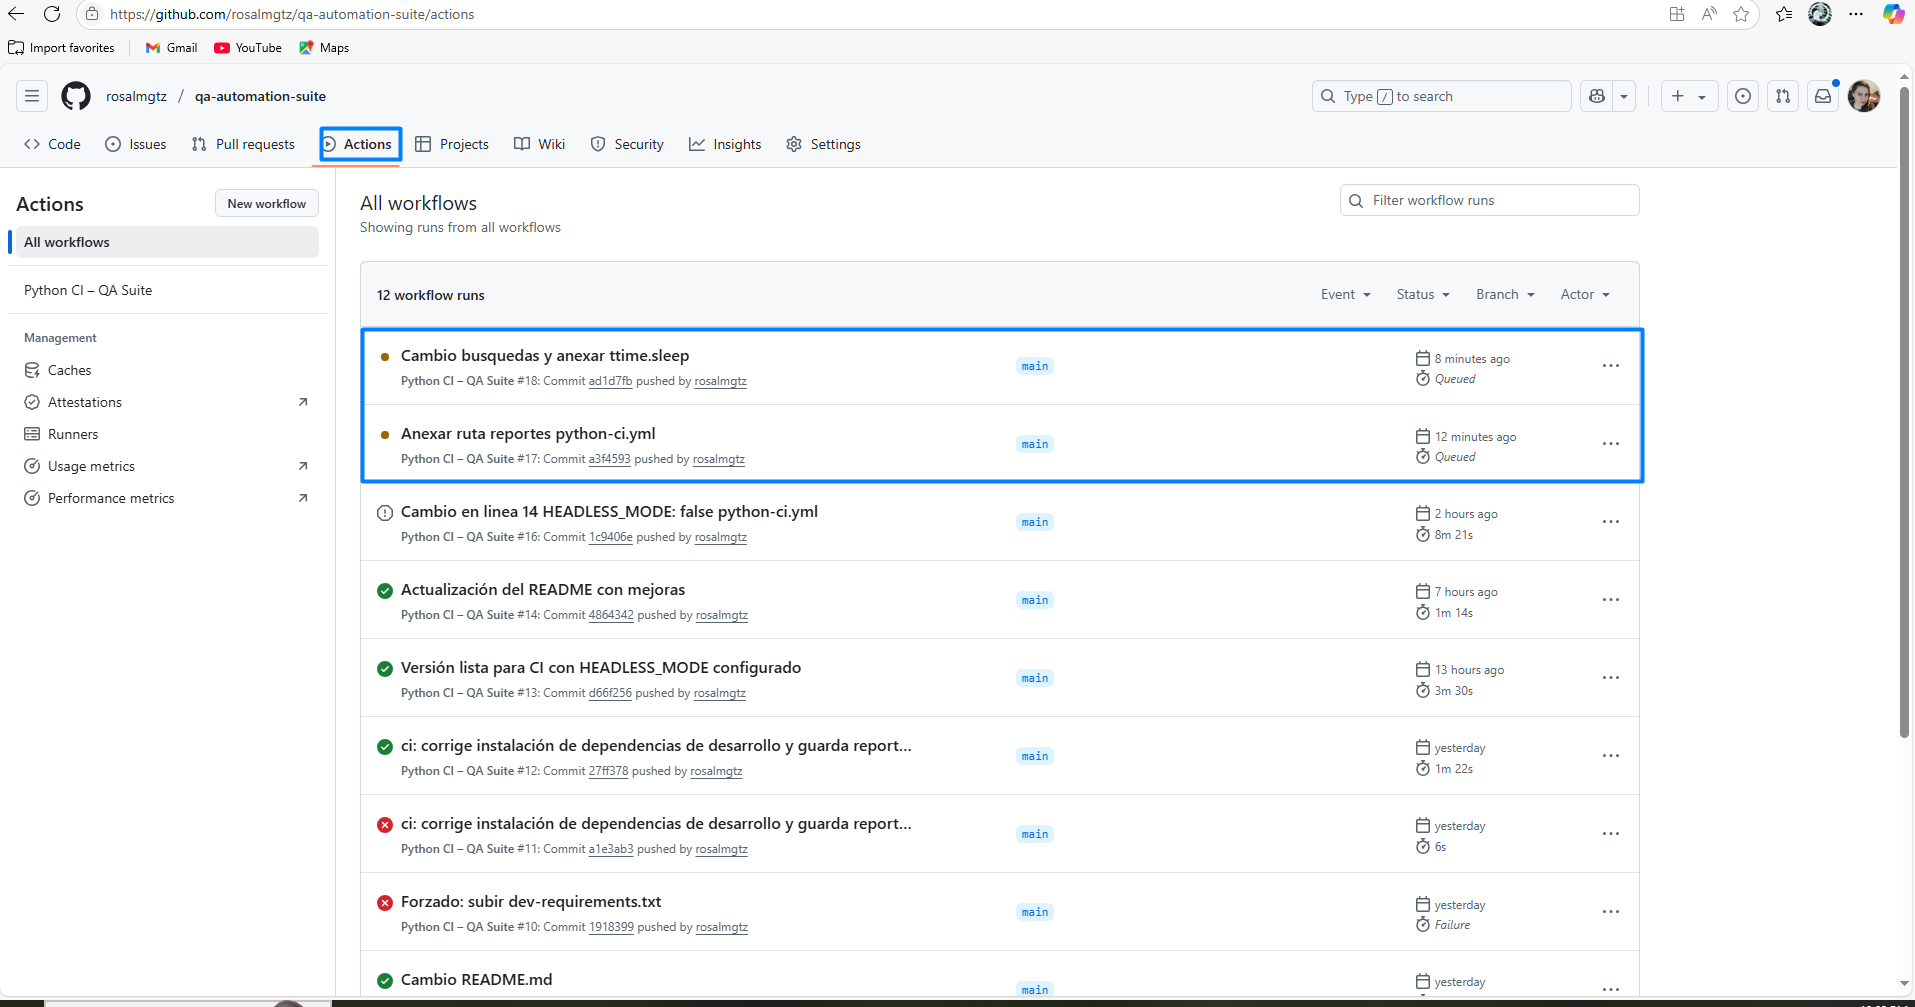 https://github.com/rosalmgtz/qa-automation-suite/actions
Import favorites
Gmail
YouTube
Maps
rosalmgtz / qa-automation-suite
Type / to search
Code
Issues
Pull requests
Actions
Projects
Wiki
Security
Insights
Settings
Actions
New workflow
All workflows
Python CI – QA Suite
Management
Caches
Attestations
Runners
Usage metrics
Performance metrics
All workflows
Showing runs from all workflows
Filter workflow runs
12 workflow runs
Event
Status
Branch
Actor
Cambio busquedas y anexar ttime.sleep
Python CI – QA Suite #18: Commit ad1d7fb pushed by rosalmgtz
main
8 minutes ago
Queued
Anexar ruta reportes python-ci.yml
Python CI – QA Suite #17: Commit a3f4593 pushed by rosalmgtz
main
12 minutes ago
Queued
Cambio en linea 14 HEADLESS_MODE: false python-ci.yml
Python CI – QA Suite #16: Commit 1c9406e pushed by rosalmgtz
main
2 hours ago
8m 21s
Actualización del README con mejoras
Python CI – QA Suite #14: Commit 4864342 pushed by rosalmgtz
main
7 hours ago
1m 14s
Versión lista para CI con HEADLESS_MODE configurado
Python CI – QA Suite #13: Commit d66f256 pushed by rosalmgtz
main
13 hours ago
3m 30s
ci: corrige instalación de dependencias de desarrollo y guarda report...
Python CI – QA Suite #12: Commit 27ff378 pushed by rosalmgtz
main
yesterday
1m 22s
ci: corrige instalación de dependencias de desarrollo y guarda report...
Python CI – QA Suite #11: Commit a1e3ab3 pushed by rosalmgtz
main
yesterday
6s
Forzado: subir dev-requirements.txt
Python CI – QA Suite #10: Commit 1918399 pushed by rosalmgtz
main
yesterday
Failure
Cambio README.md
main
yesterday